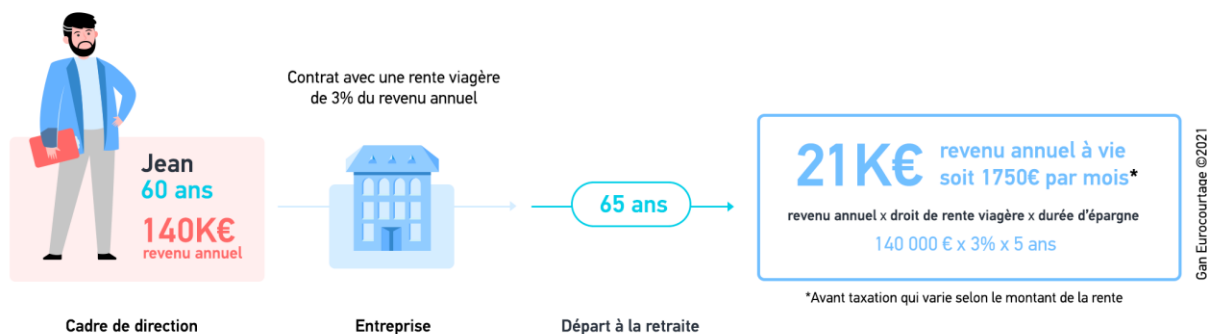 Contrat avec une rente viagère
de 3% du revenu annuel
Jean
60 ans
140K€
revenu annuel
65 ans
21K€
revenu annuel à vie
soit 1750€ par mois*
revenu annuel x droit de rente viagère x durée d'épargne
140 000 € x 3% x 5 ans
*Avant taxation qui varie selon le montant de la rente
Cadre de direction
Entreprise
Départ à la retraite
Gan Eurocourtage ©2021